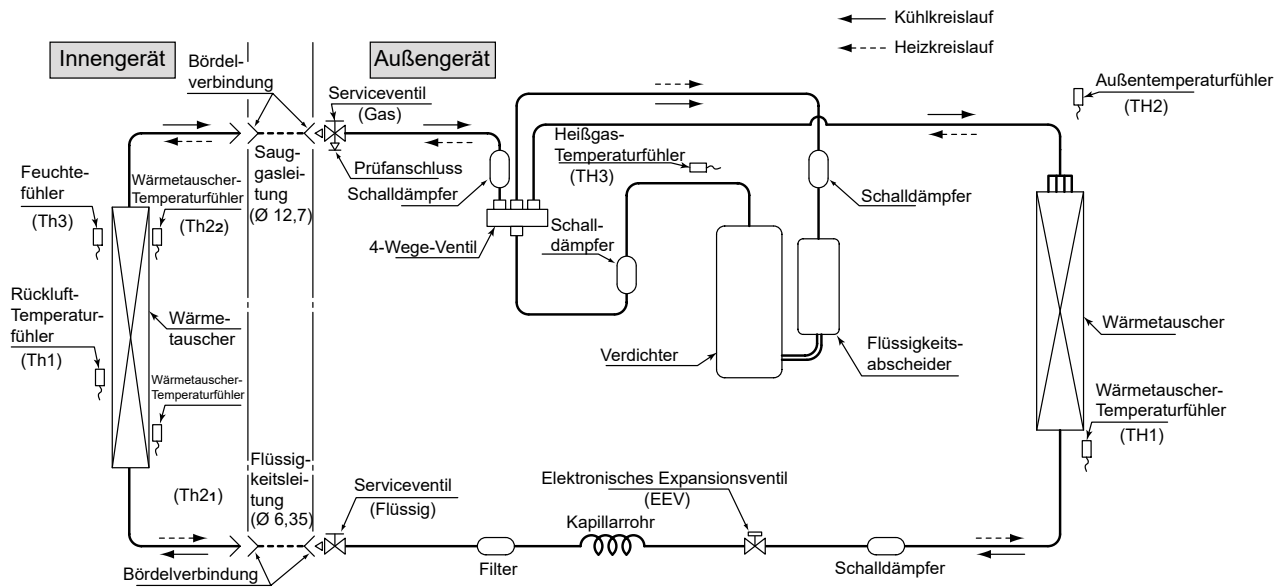 Kühlkreislauf
Heizkreislauf
Innengerät
Außengerät
Bördel-
verbindung
Serviceventil
(Gas)
Prüfanschluss
Schalldämpfer
4-Wege-Ventil
Heißgas-
Temperaturfühler
(TH3)
Schall-
dämpfer
Schalldämpfer
Außentemperaturfühler
(TH2)
Feuchte-
fühler
(Th3)
Wärmetauscher-
Temperaturfühler
(Th22)
Saug-
gasleitung
(Ø 12,7)
Rückluft-
Temperatur-
fühler
(Th1)
Wärme-
tauscher
Wärmetauscher-
Temperaturfühler
(Th21)
Verdichter
Flüssigkeits-
abscheider
Wärmetauscher
Wärmetauscher-
Temperaturfühler
(TH1)
Flüssig-
keitslei-
tung
(Ø 6,35)
Serviceventil
(Flüssig)
Bördelverbindung
Filter
Kapillarrohr
Elektronisches Expansionsventil
(EEV)
Schalldämpfer